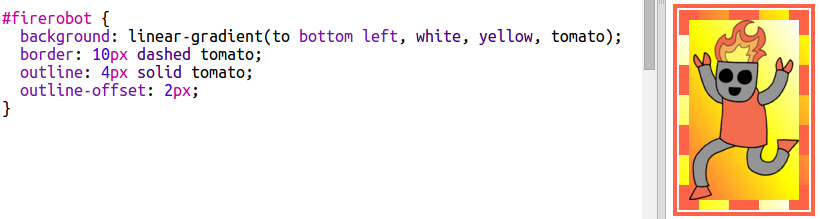 #firerobot {
  background: linear-gradient(to bottom left, white, yellow, tomato);
  border: 10px dashed tomato;
  outline: 4px solid tomato;
  outline-offset: 2px;
}